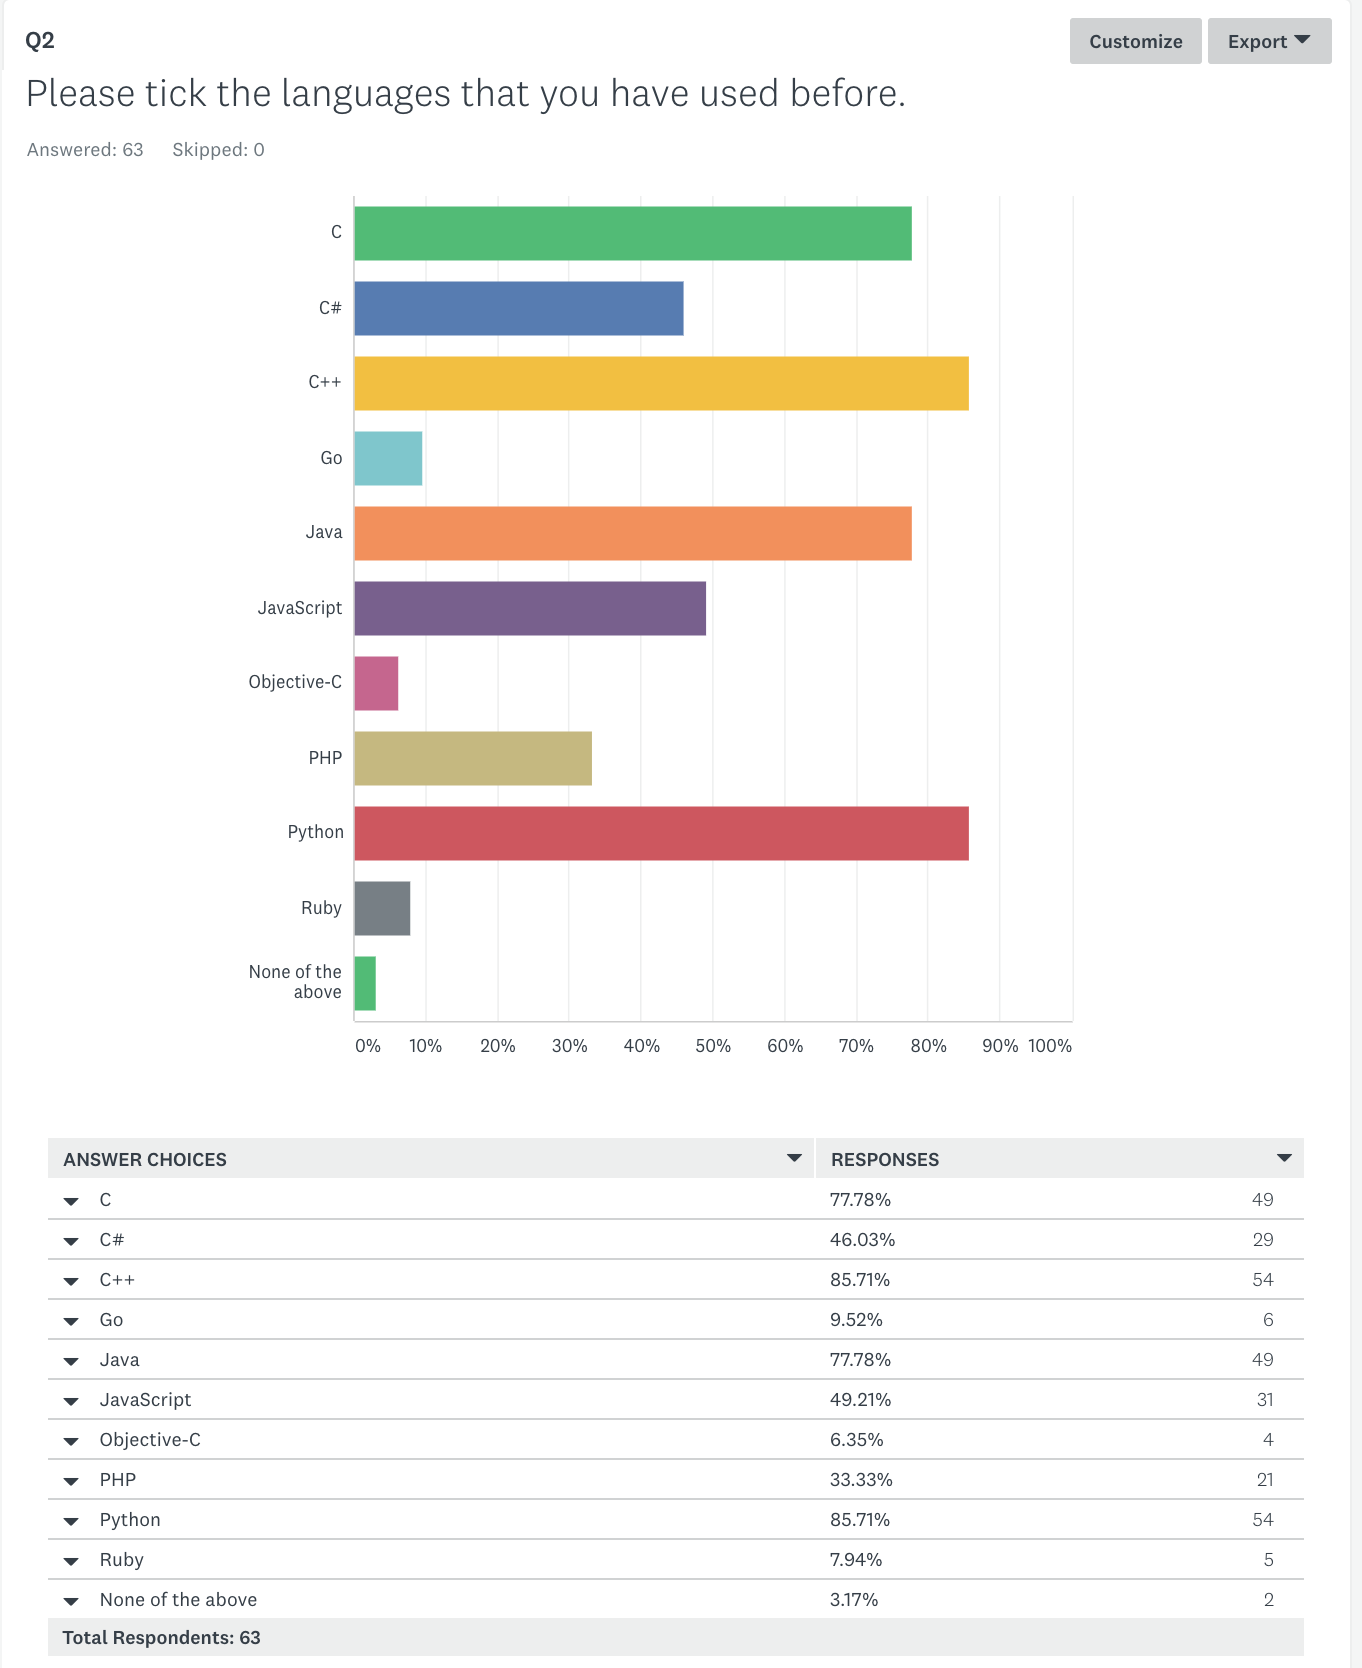 Q2
Customize
Export
Please tick the languages that you have used before.
Answered: 63 Skipped: 0
C
C#
C++
Go
Java
JavaScript
Objective-C
PHP
Python
Ruby
None of the
above
0% 10% 20% 30% 40% 50% 60% 70% 80% 90% 100%
ANSWER CHOICES RESPONSES
C 77.78% 49
C# 46.03% 29
C++ 85.71% 54
Go 9.52% 6
Java 77.78% 49
JavaScript 49.21% 31
Objective-C 6.35% 4
PHP 33.33% 21
Python 85.71% 54
Ruby 7.94% 5
None of the above 3.17% 2
Total Respondents: 63